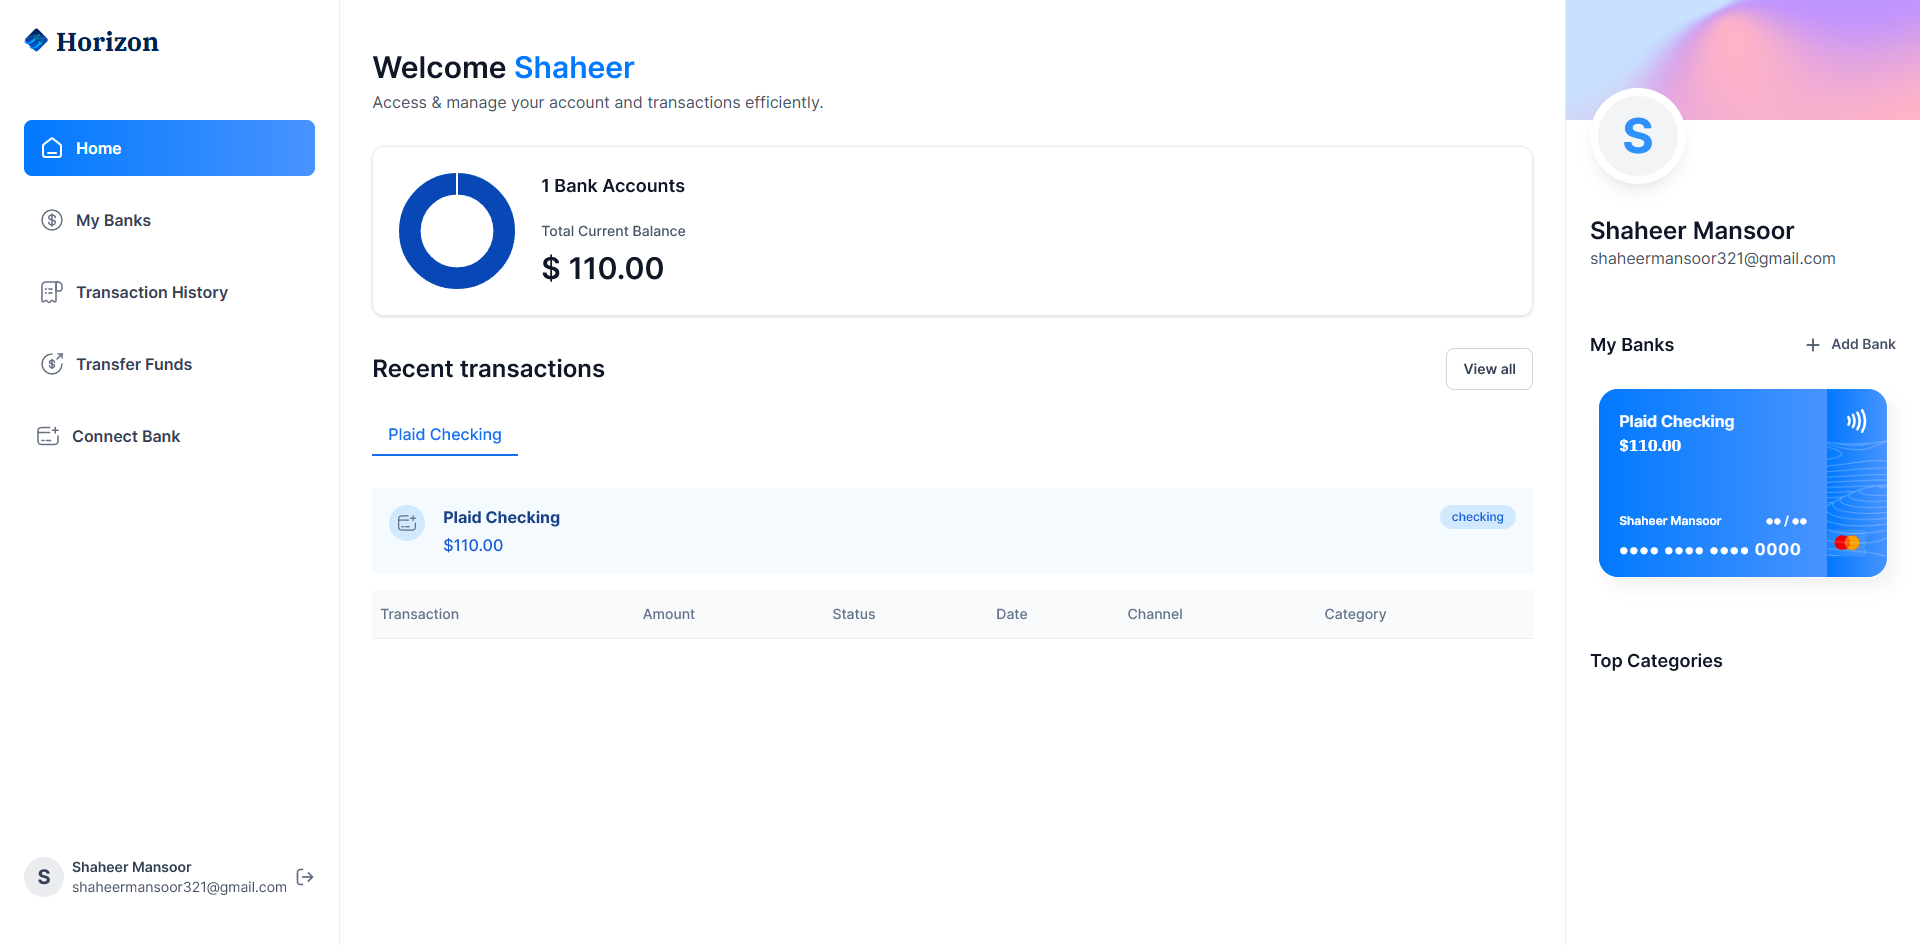 Horizon
Home
My Banks
Transaction History
Transfer Funds
Connect Bank
S
Shaheer Mansoor
shaheermansoor321@gmail.com
Welcome Shaheer
Access & manage your account and transactions efficiently.
1 Bank Accounts
Total Current Balance
$ 110.00
Recent transactions
View all
Plaid Checking
Plaid Checking
checking
$110.00
Transaction Amount Status Date Channel Category
S
Shaheer Mansoor
shaheermansoor321@gmail.com
My Banks
+ Add Bank
Plaid Checking
$110.00
Shaheer Mansoor ●● / ●●
●●●● ●●●● ●●●● 0000
Top Categories